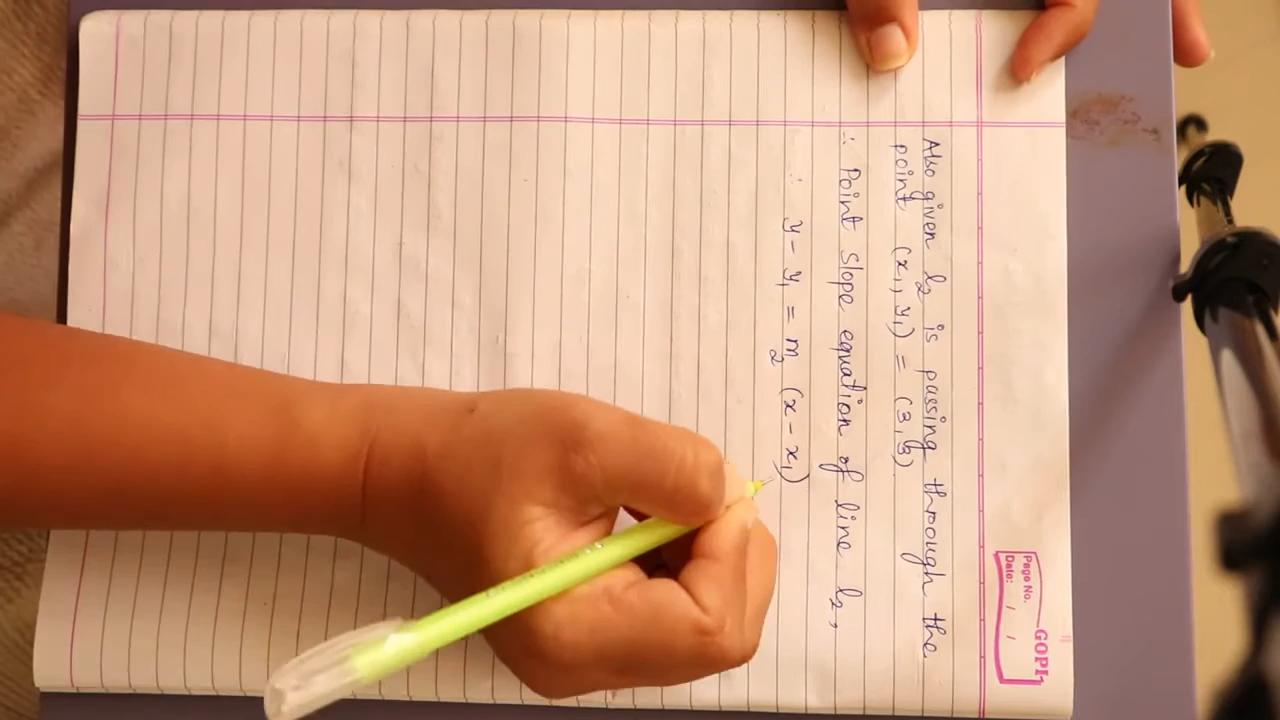 GOPI
Page No.
Date: / /
Also given l₂ is passing through the
point (x₁, y₁) = (3, b).
∴ Point slope equation of line l₂,
∴ y - y₁ = m₂ (x - x₁)